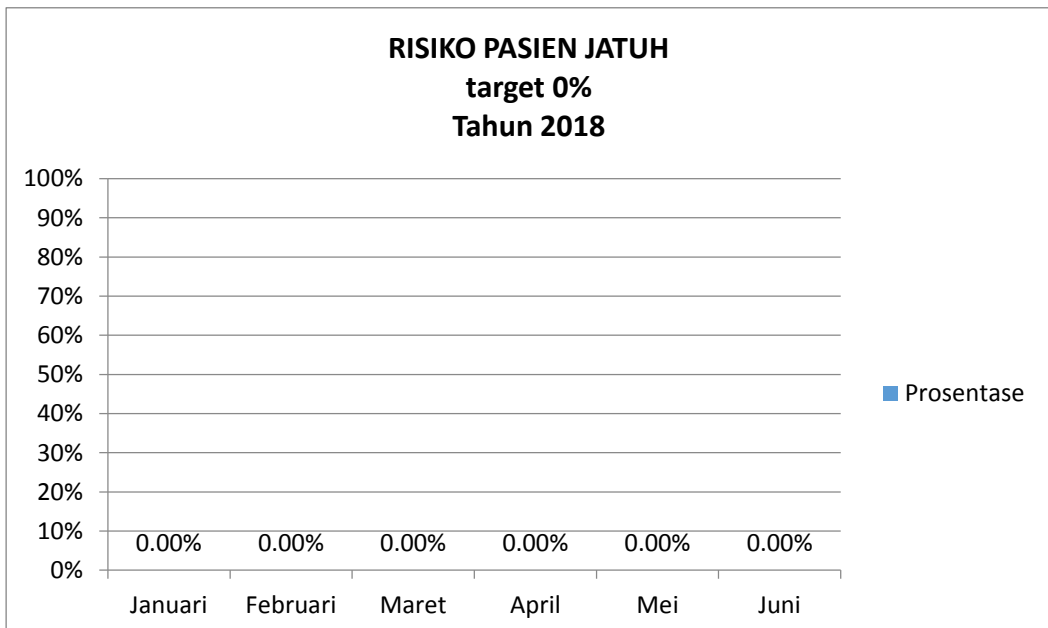 RISIKO PASIEN JATUH
target 0%
Tahun 2018
100%
90%
80%
70%
60%
50%
40%
30%
20%
10%
0%
0.00% 0.00% 0.00% 0.00% 0.00% 0.00%
Januari Februari Maret April Mei Juni
Prosentase